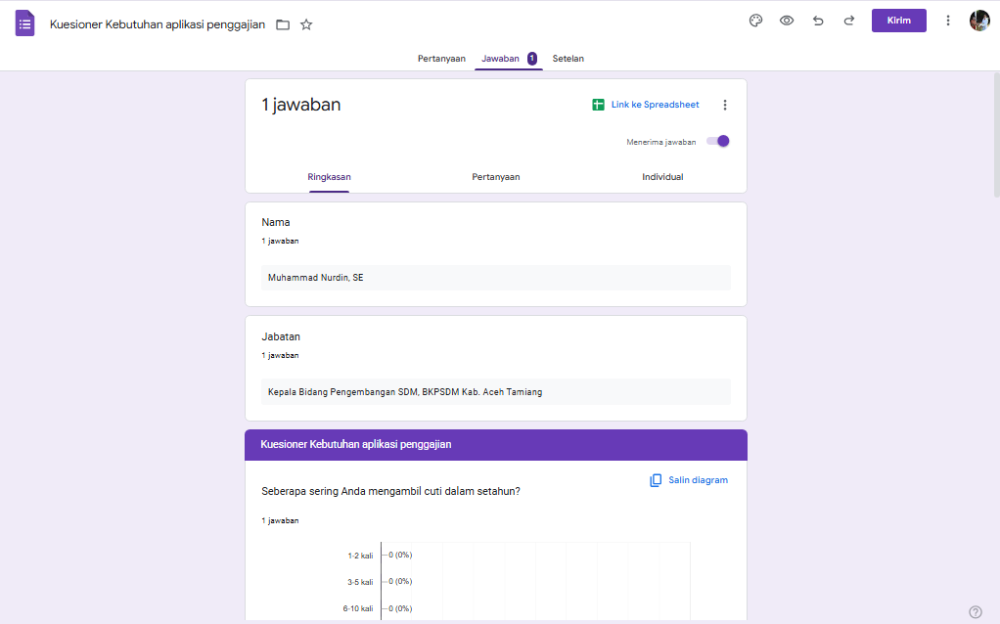 Kuesioner Kebutuhan aplikasi penggajian
Kirim
Pertanyaan
Jawaban 1
Setelan
1 jawaban
Link ke Spreadsheet
Menerima jawaban
Ringkasan
Pertanyaan
Individual
Nama
1 jawaban
Muhammad Nurdin, SE
Jabatan
1 jawaban
Kepala Bidang Pengembangan SDM, BKPSDM Kab. Aceh Tamiang
Kuesioner Kebutuhan aplikasi penggajian
Salin diagram
Seberapa sering Anda mengambil cuti dalam setahun?
1 jawaban
1-2 kali 0 (0%)
3-5 kali 0 (0%)
6-10 kali 0 (0%)